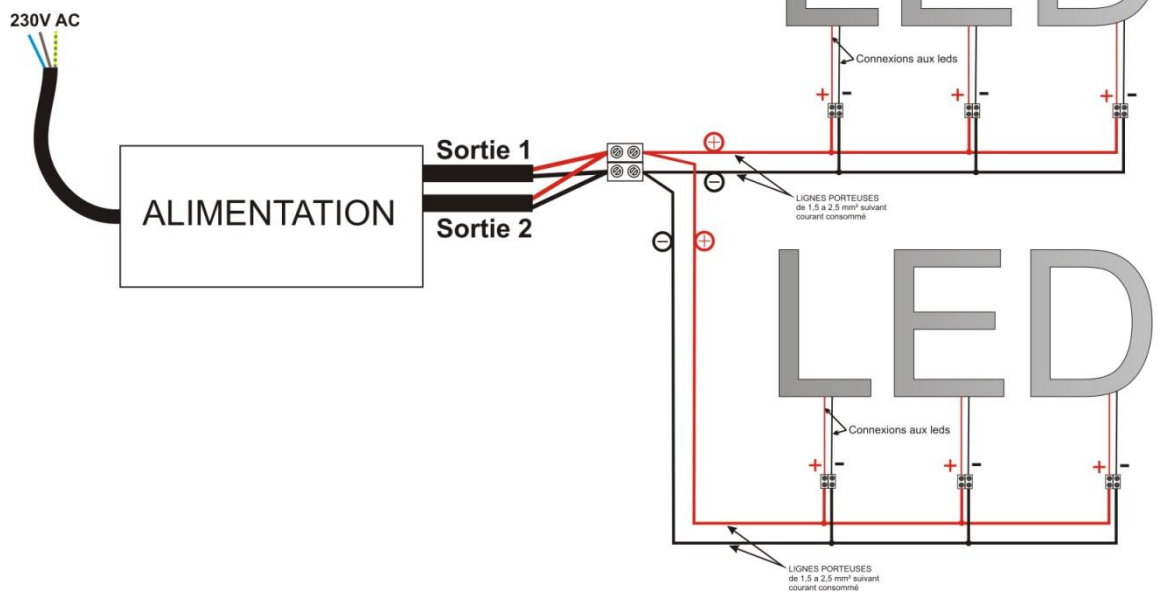 230V AC
LED
Connexions aux leds
+ - + - + -
Sortie 1
+
-
LIGNES PORTEUSES
de 1,5 a 2,5 mm² suivant
courant consommé
ALIMENTATION
Sortie 2
- +
LED
Connexions aux leds
+ - + - + -
LIGNES PORTEUSES
de 1,5 a 2,5 mm² suivant
courant consommé